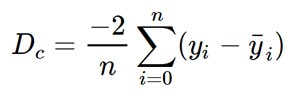 D_c = \frac{-2}{n} \sum_{i=0}^{n} (y_i - \bar{y}_i)